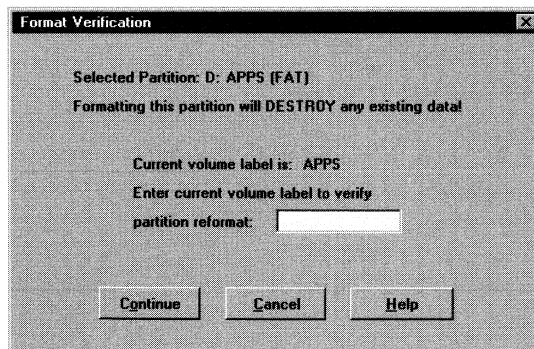 Format Verification
Selected Partition: D: APPS (FAT)
Formatting this partition will DESTROY any existing data!
Current volume label is: APPS
Enter current volume label to verify
partition reformat:
Continue Cancel Help